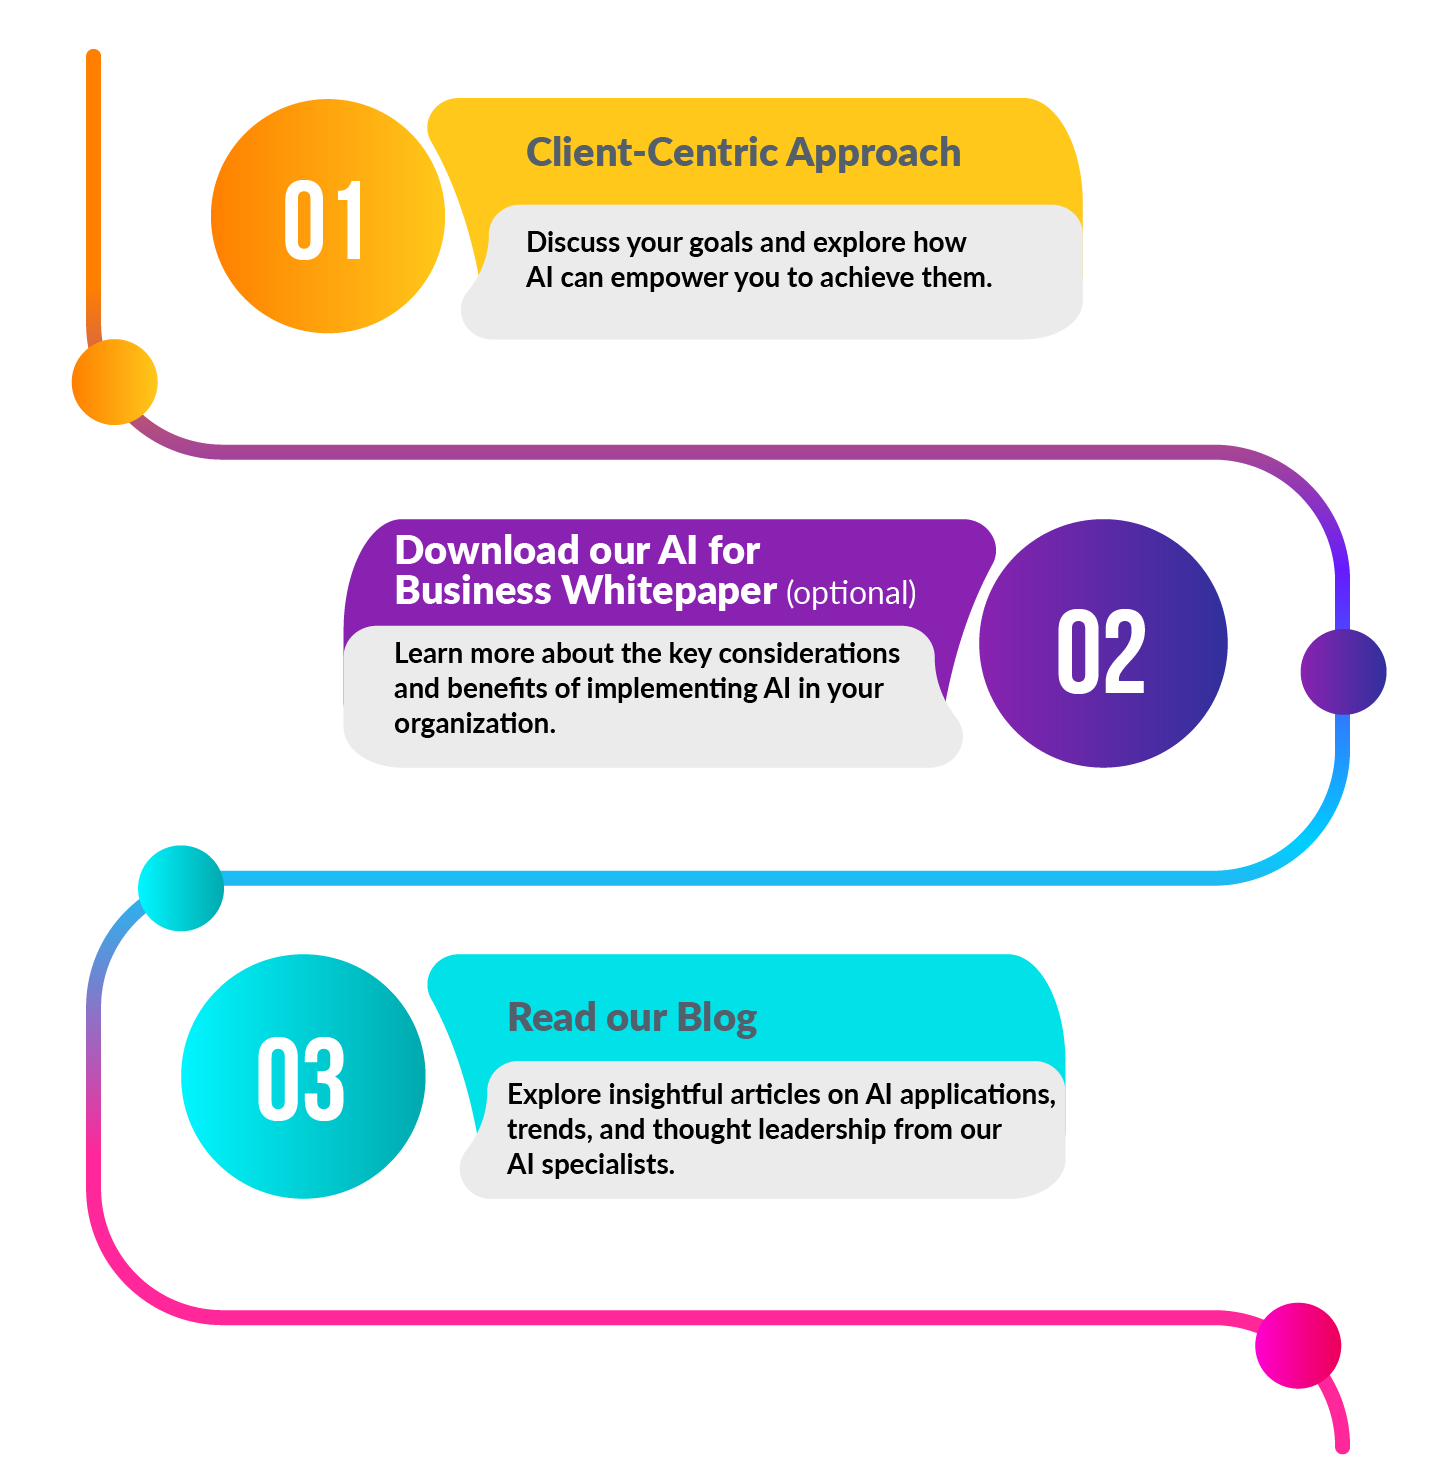 01
Client-Centric Approach
Discuss your goals and explore how
AI can empower you to achieve them.
Download our AI for
Business Whitepaper (optional)
Learn more about the key considerations
and benefits of implementing AI in your
organization.
02
03
Read our Blog
Explore insightful articles on AI applications,
trends, and thought leadership from our
AI specialists.